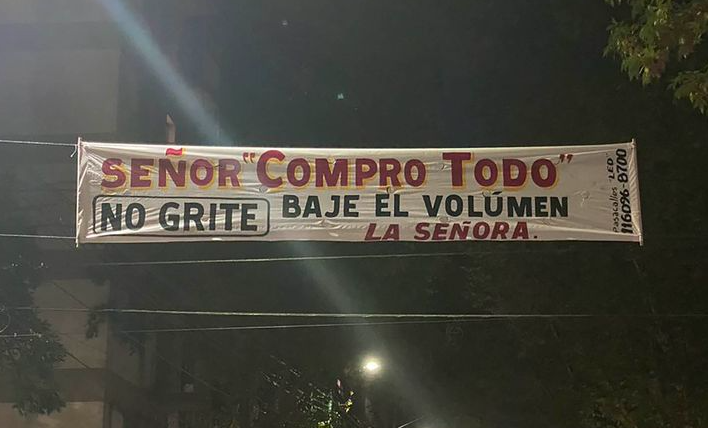 SEÑOR "COMPRO TODO"
NO GRITE BAJE EL VOLÚMEN
LA SEÑORA.
Pasacalles "LED"
116096-8700